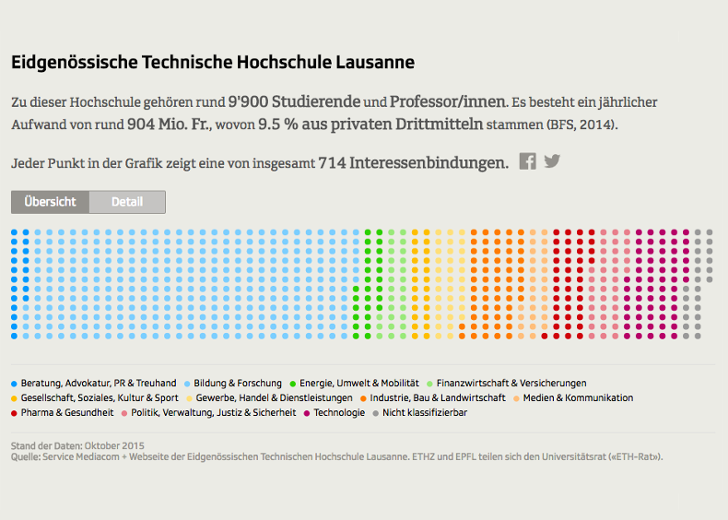 Eidgenössische Technische Hochschule Lausanne
Zu dieser Hochschule gehören rund 9'900 Studierende und Professor/innen. Es besteht ein jährlicher
Aufwand von rund 904 Mio. Fr., wovon 9.5 % aus privaten Drittmitteln stammen (BFS, 2014).
Jeder Punkt in der Grafik zeigt eine von insgesamt 714 Interessenbindungen.
Übersicht Detail
Beratung, Advokatur, PR & Treuhand Bildung & Forschung Energie, Umwelt & Mobilität Finanzwirtschaft & Versicherungen
Gesellschaft, Soziales, Kultur & Sport Gewerbe, Handel & Dienstleistungen Industrie, Bau & Landwirtschaft Medien & Kommunikation
Pharma & Gesundheit Politik, Verwaltung, Justiz & Sicherheit Technologie Nicht klassifizierbar
Stand der Daten: Oktober 2015
Quelle: Service Mediacom + Webseite der Eidgenössischen Technischen Hochschule Lausanne. ETHZ und EPFL teilen sich den Universitätsrat («ETH-Rat»).